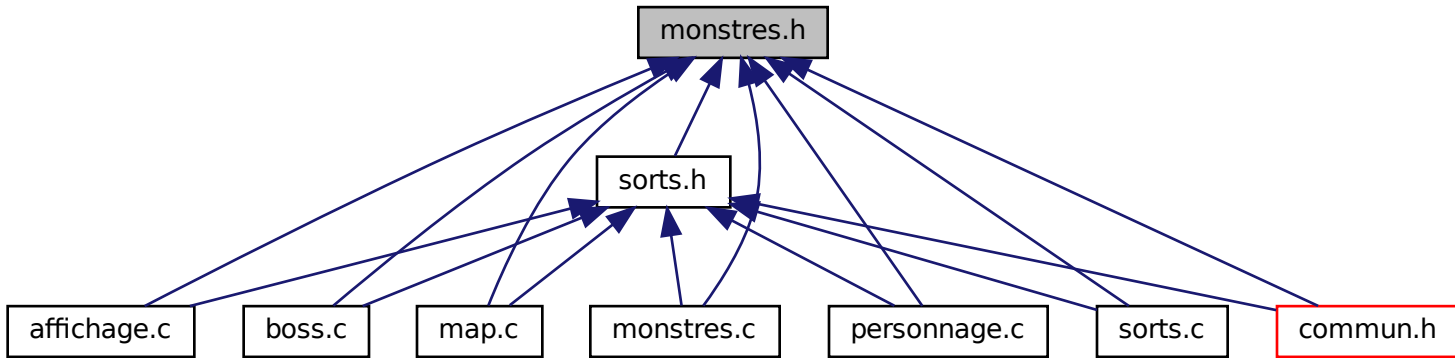 monstres.h
sorts.h
affichage.c
boss.c
map.c
monstres.c
personnage.c
sorts.c
commun.h